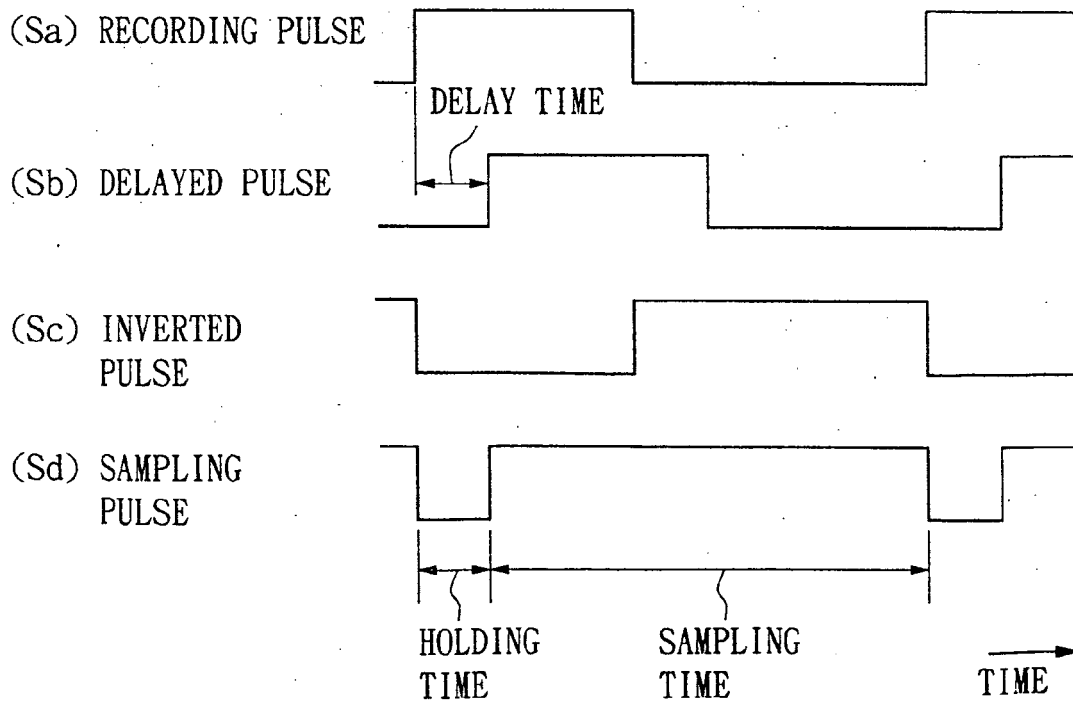 (Sa) RECORDING PULSE
DELAY TIME
(Sb) DELAYED PULSE
(Sc) INVERTED
PULSE
(Sd) SAMPLING
PULSE
HOLDING
TIME
SAMPLING
TIME
TIME